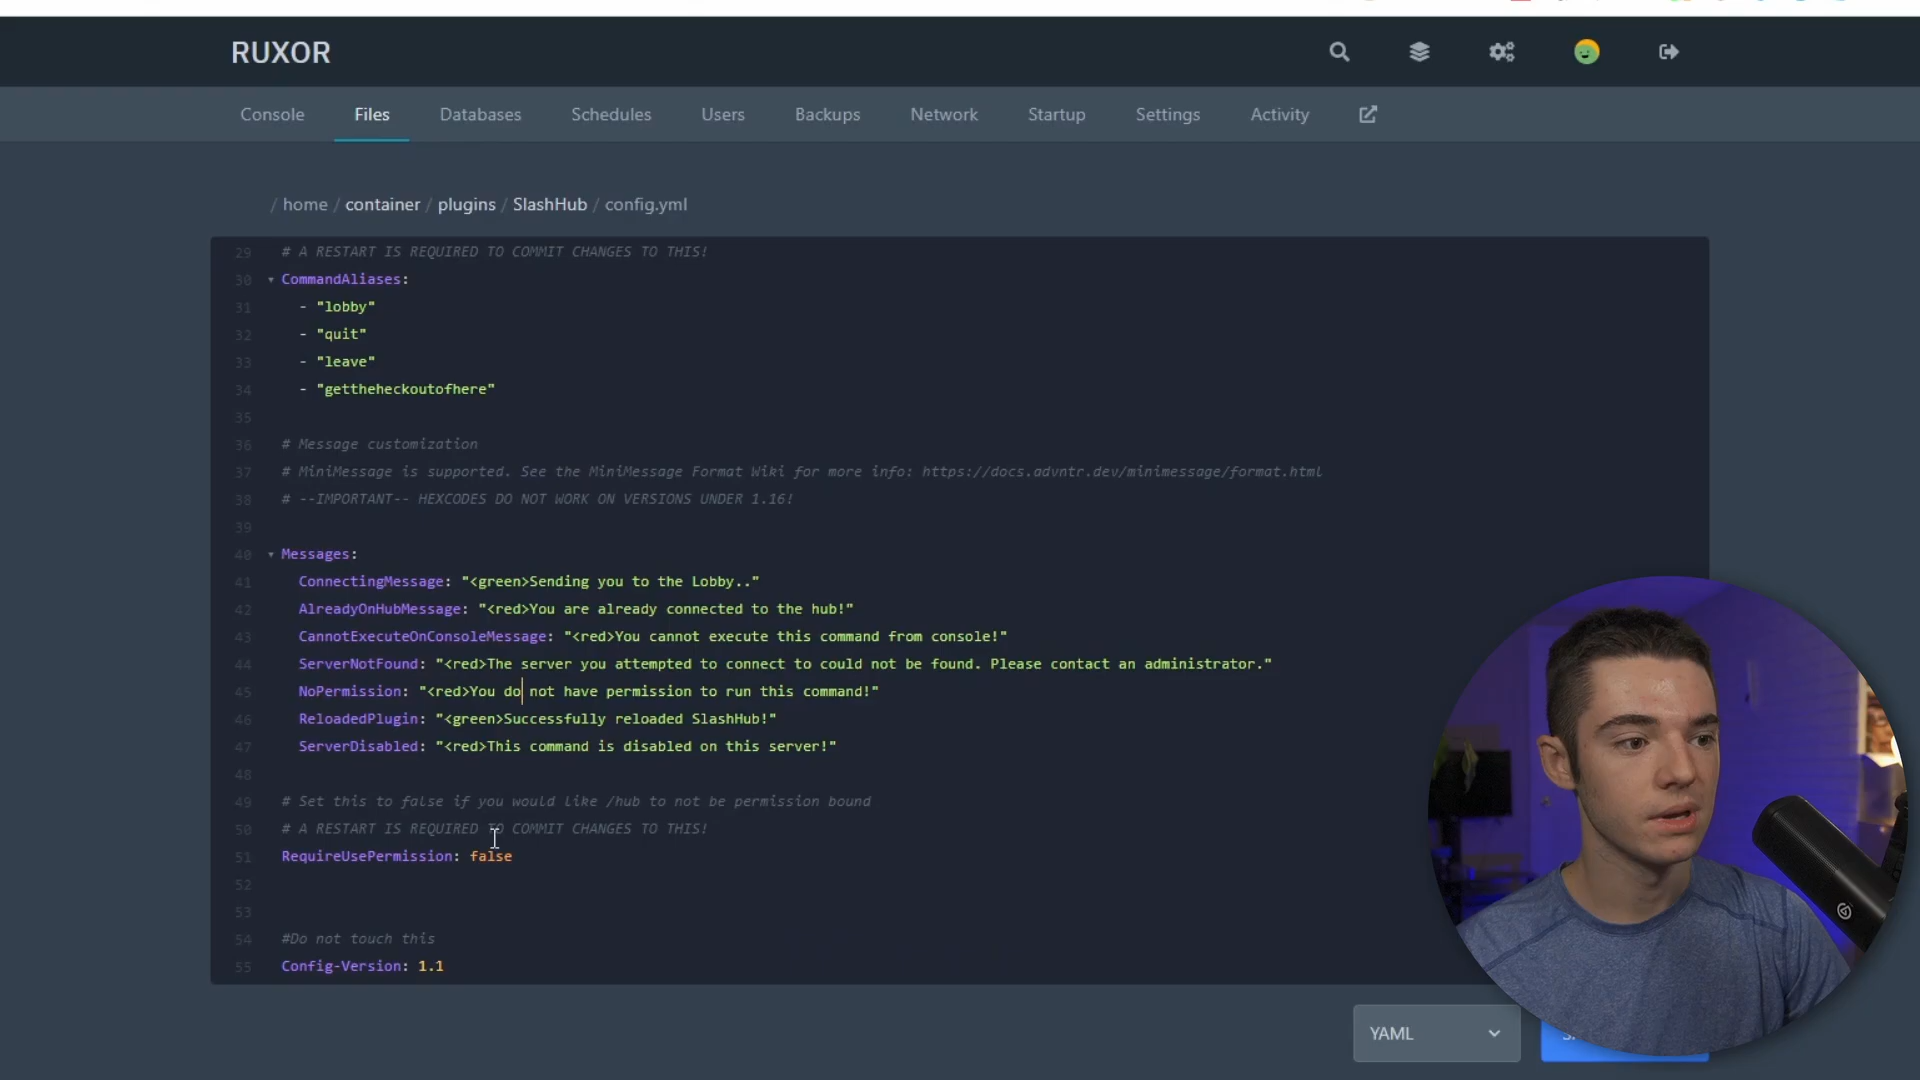 RUXOR
Console Files Databases Schedules Users Backups Network Startup Settings Activity
/ home / container / plugins / SlashHub / config.yml
29 # A RESTART IS REQUIRED TO COMMIT CHANGES TO THIS!
30 CommandAliases:
31 - "lobby"
32 - "quit"
33 - "leave"
34 - "gettheheckoutofhere"
35
36 # Message customization
37 # MiniMessage is supported. See the MiniMessage Format Wiki for more info: https://docs.advntr.dev/minimessage/format.html
38 # --IMPORTANT-- HEXCODES DO NOT WORK ON VERSIONS UNDER 1.16!
39
40 Messages:
41 ConnectingMessage: "<green>Sending you to the Lobby.."
42 AlreadyOnHubMessage: "<red>You are already connected to the hub!"
43 CannotExecuteOnConsoleMessage: "<red>You cannot execute this command from console!"
44 ServerNotFound: "<red>The server you attempted to connect to could not be found. Please contact an administrator."
45 NoPermission: "<red>You do not have permission to run this command!"
46 ReloadedPlugin: "<green>Successfully reloaded SlashHub!"
47 ServerDisabled: "<red>This command is disabled on this server!"
48
49 # Set this to false if you would like /hub to not be permission bound
50 # A RESTART IS REQUIRED TO COMMIT CHANGES TO THIS!
51 RequireUsePermission: false
52
53
54 #Do not touch this
55 Config-Version: 1.1
YAML